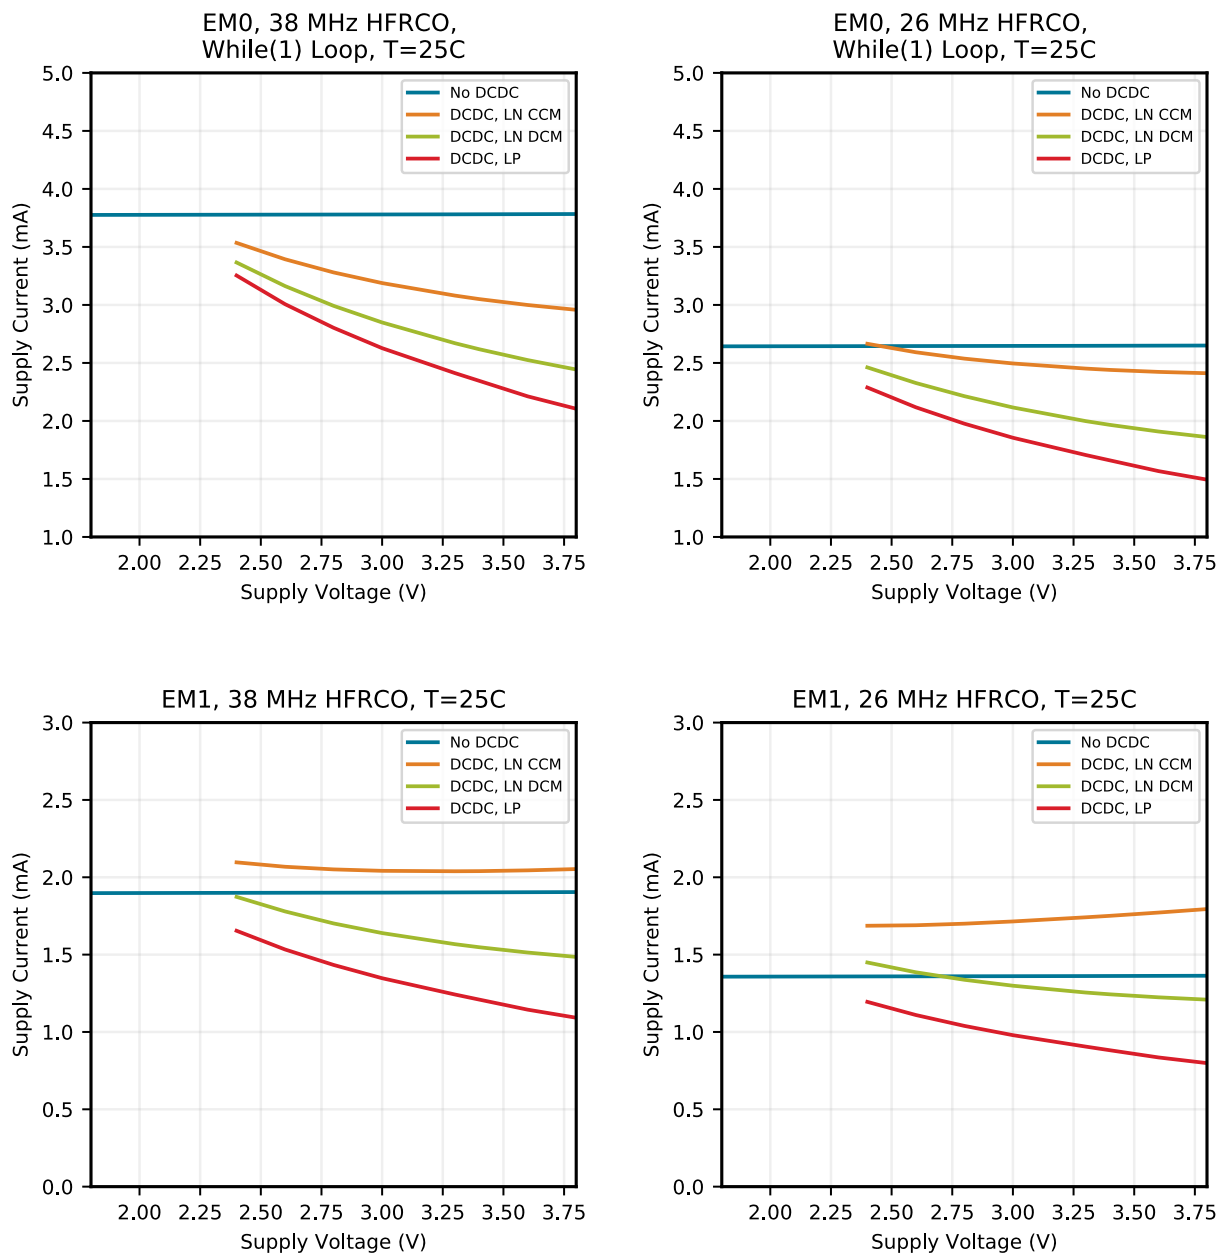 EM0, 38 MHz HFRCO,
While(1) Loop, T=25C
5.0
4.5
4.0
3.5
3.0
2.5
2.0
1.5
1.0
Supply Current (mA)
No DCDC
DCDC, LN CCM
DCDC, LN DCM
DCDC, LP
2.00 2.25 2.50 2.75 3.00 3.25 3.50 3.75
Supply Voltage (V)
EM0, 26 MHz HFRCO,
While(1) Loop, T=25C
5.0
4.5
4.0
3.5
3.0
2.5
2.0
1.5
1.0
Supply Current (mA)
No DCDC
DCDC, LN CCM
DCDC, LN DCM
DCDC, LP
2.00 2.25 2.50 2.75 3.00 3.25 3.50 3.75
Supply Voltage (V)
EM1, 38 MHz HFRCO, T=25C
3.0
2.5
2.0
1.5
1.0
0.5
0.0
Supply Current (mA)
No DCDC
DCDC, LN CCM
DCDC, LN DCM
DCDC, LP
2.00 2.25 2.50 2.75 3.00 3.25 3.50 3.75
Supply Voltage (V)
EM1, 26 MHz HFRCO, T=25C
3.0
2.5
2.0
1.5
1.0
0.5
0.0
Supply Current (mA)
No DCDC
DCDC, LN CCM
DCDC, LN DCM
DCDC, LP
2.00 2.25 2.50 2.75 3.00 3.25 3.50 3.75
Supply Voltage (V)